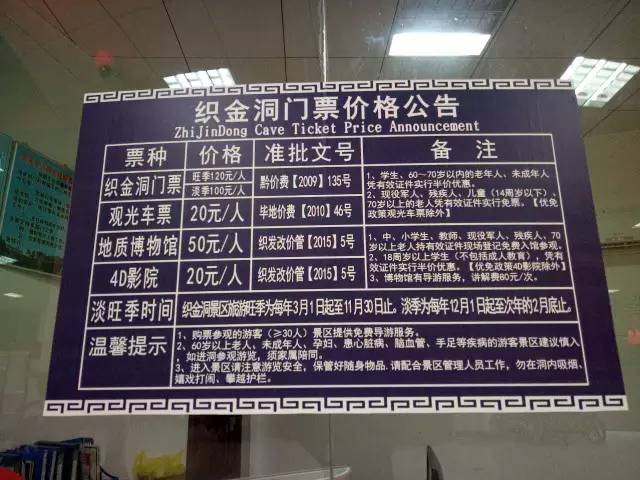 织金洞门票价格公告
ZhiJinDong Cave Ticket Price Announcement
票种 价格 准批文号 备注
织金洞门票 旺季120元/人 淡季100元/人 黔价费【2009】135号
1、学生、60～70岁以内的老年人、未成年人
凭有效证件实行半价优惠。
2、现役军人、残疾人、儿童（14周岁以下）、
70岁以上的老人凭有效证件实行免票。【优免
政策观光车票除外】
观光车票 20元/人 毕地价费【2010】46号
地质博物馆 50元/人 织发改价管【2015】5号
1、中、小学生、教师、现役军人、残疾人、70
岁以上老人持有效证件现场登记免费入馆参观。
2、18周岁以上学生（不包括成人教育），凭有
效证件实行半价优惠。【优免政策4D影院除外】
3、博物馆有导游服务，讲解费60元/次。
4D影院 20元/人 织发改价管【2015】5号
淡旺季时间 织金洞景区旅游旺季为每年3月1日起至11月30日止。淡季为每年12月1日起至次年的2月底止。
温馨提示
1、购票参观的游客（≥30人）景区提供免费导游服务。
2、60岁以上老人、未成年人、孕妇、患心脏病、脑血管、手足等疾病的游客景区建议慎入
，如进洞参观游览，须家属陪同。
3、进入景区请注意游览安全，保管好随身物品.请配合景区管理人员工作，勿在洞内吸烟、
嬉戏打闹、攀越护栏。